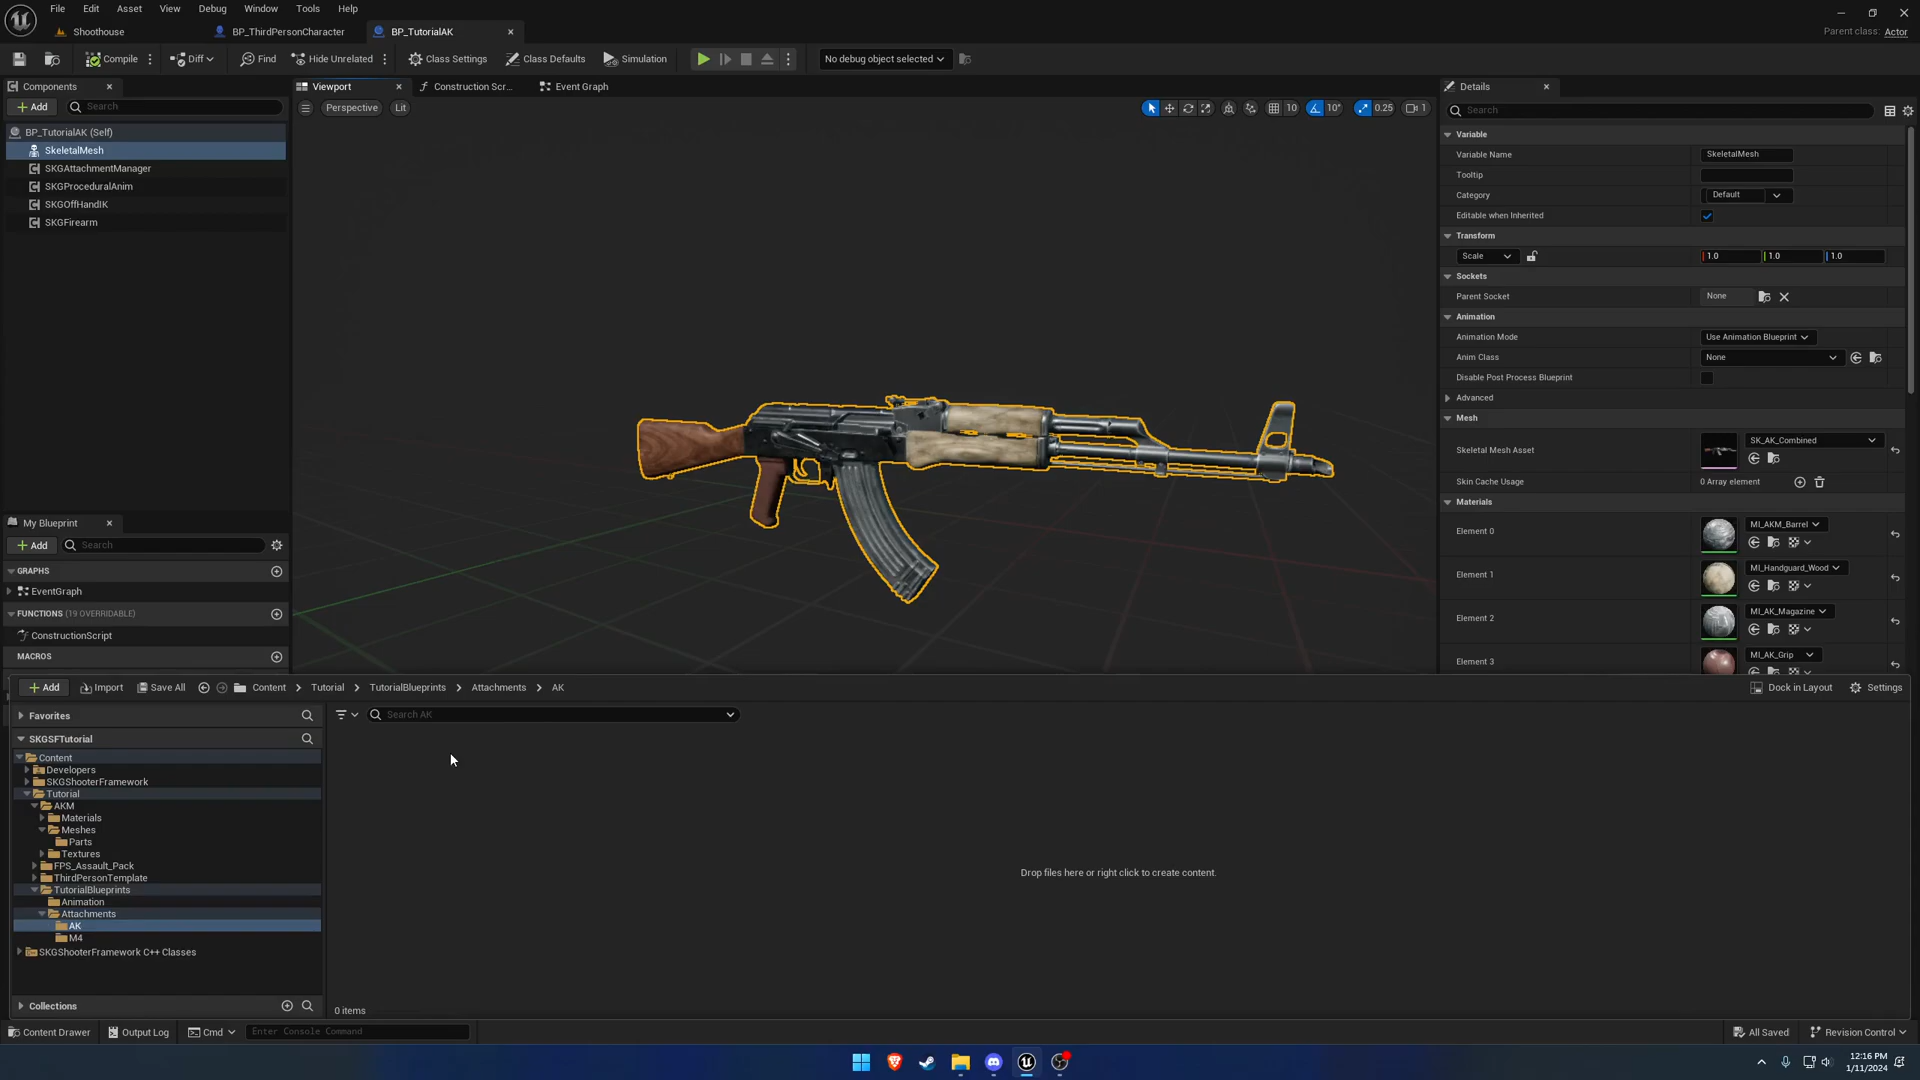 File Edit Asset View Debug Window Tools Help
Shoothouse BP_ThirdPersonCharacter BP_TutorialAK
Parent class: Actor
Compile Diff Find Hide Unrelated Class Settings Class Defaults Simulation No debug object selected
Components
Add Search
BP_TutorialAK (Self)
SkeletalMesh
SKGAttachmentManager
SKGProceduralAnim
SKGOffHandIK
SKGFirearm
Viewport Construction Scr... Event Graph
Perspective Lit 10 10° 0.25 1
Details
Search
Variable
Variable Name SkeletalMesh
Tooltip
Category Default
Editable when Inherited
Transform
Scale 1.0 1.0 1.0
Sockets
Parent Socket None
Animation
Animation Mode Use Animation Blueprint
Anim Class None
Disable Post Process Blueprint
Advanced
Mesh
Skeletal Mesh Asset SK_AK_Combined
Skin Cache Usage 0 Array element
Materials
Element 0 MI_AKM_Barrel
Element 1 MI_Handguard_Wood
Element 2 MI_AK_Magazine
Element 3 MI_AK_Grip
My Blueprint
Add Search
GRAPHS
EventGraph
FUNCTIONS (19 OVERRIDABLE)
ConstructionScript
MACROS
Add Import Save All Content Tutorial TutorialBlueprints Attachments AK Dock in Layout Settings
Favorites
Search AK
SKGSFTutorial
Content
Developers
SKGShooterFramework
Tutorial
AKM
Materials
Meshes
Parts
Textures
FPS_Assault_Pack
ThirdPersonTemplate
TutorialBlueprints
Animation
Attachments
AK
M4
SKGShooterFramework C++ Classes
Collections
Drop files here or right click to create content.
0 items
Content Drawer Output Log Cmd Enter Console Command All Saved Revision Control
12:16 PM
1/11/2024